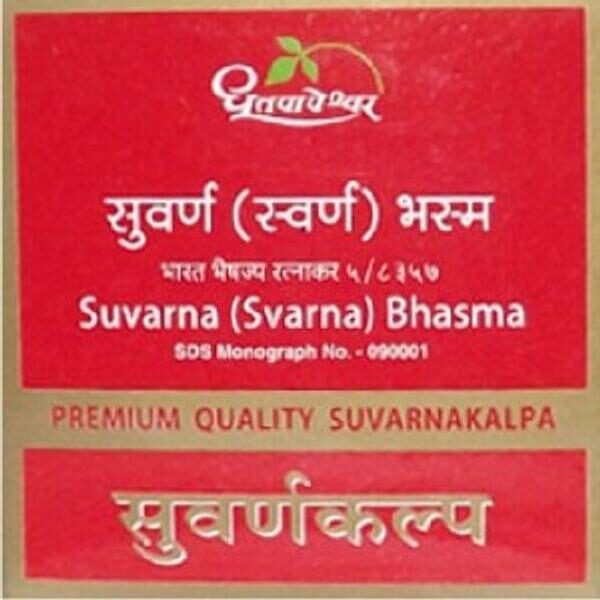 धूतपापेश्वर
सुवर्ण (स्वर्ण) भस्म
भारत भैषज्य रत्नाकर ५/८३५७
Suvarna (Svarna) Bhasma
SDS Monograph No. - 090001
PREMIUM QUALITY SUVARNAKALPA
सुवर्णकल्प